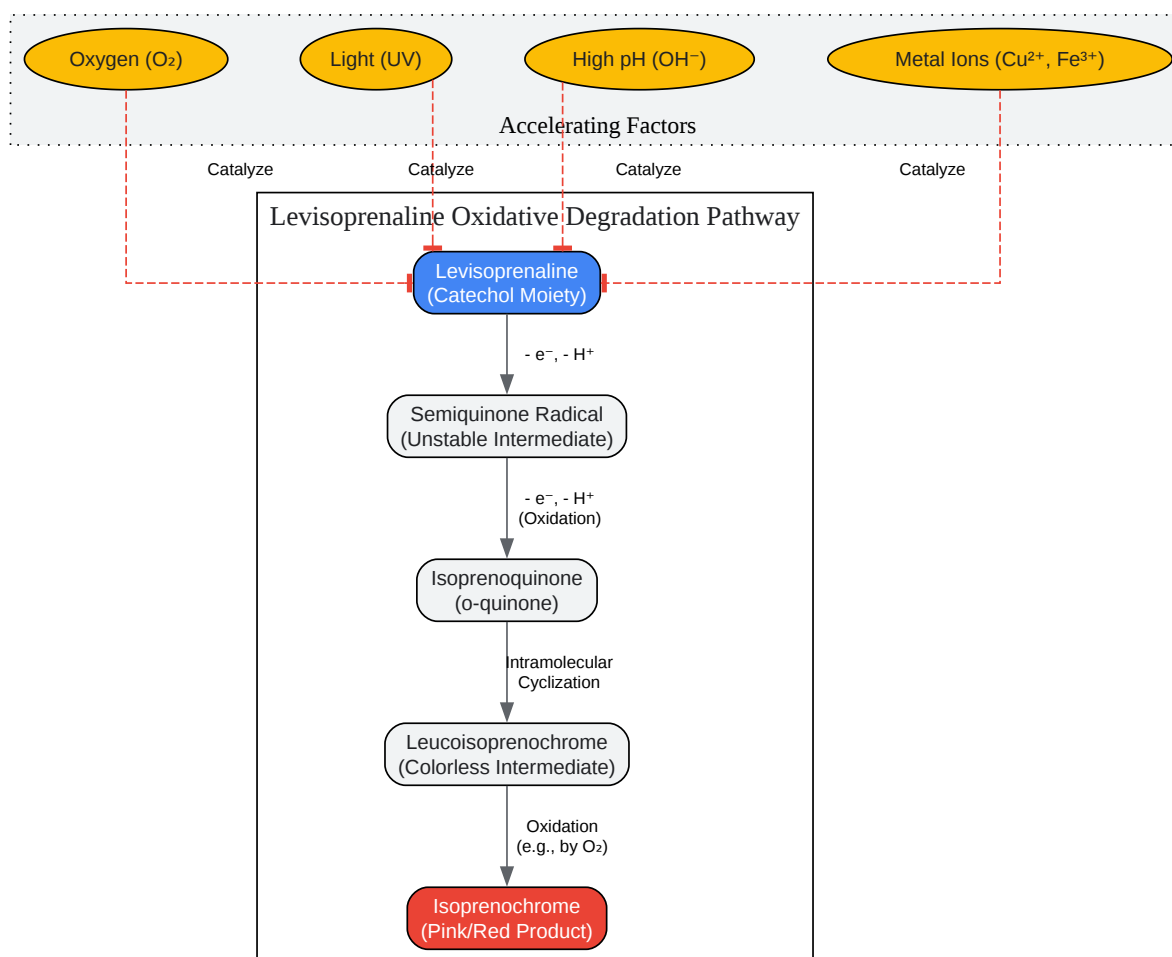 Oxygen (O₂)
Light (UV)
High pH (OH⁻)
Metal Ions (Cu²⁺, Fe³⁺)
Accelerating Factors
Catalyze
Catalyze
Catalyze
Catalyze
Levisoprenaline Oxidative Degradation Pathway
Levisoprenaline
(Catechol Moiety)
- e⁻, - H⁺
Semiquinone Radical
(Unstable Intermediate)
- e⁻, - H⁺
(Oxidation)
Isoprenoquinone
(o-quinone)
Intramolecular
Cyclization
Leucoisoprenochrome
(Colorless Intermediate)
Oxidation
(e.g., by O₂)
Isoprenochrome
(Pink/Red Product)